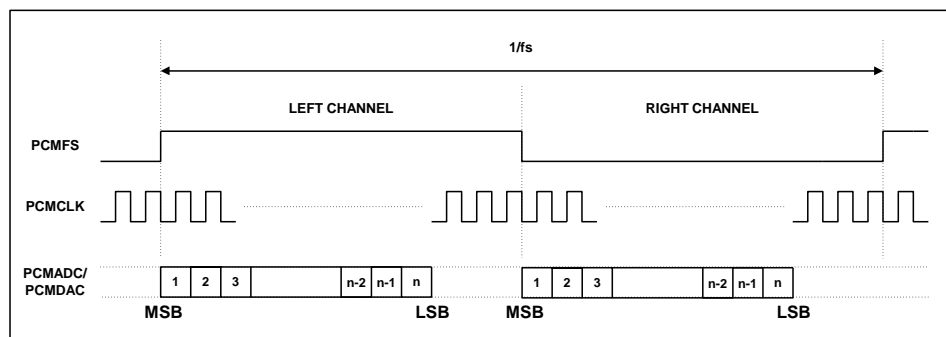 1/fs
LEFT CHANNEL RIGHT CHANNEL
PCMFS
PCMCLK
PCMADC/
PCMDAC
1 2 3 n-2 n-1 n 1 2 3 n-2 n-1 n
MSB LSB MSB LSB